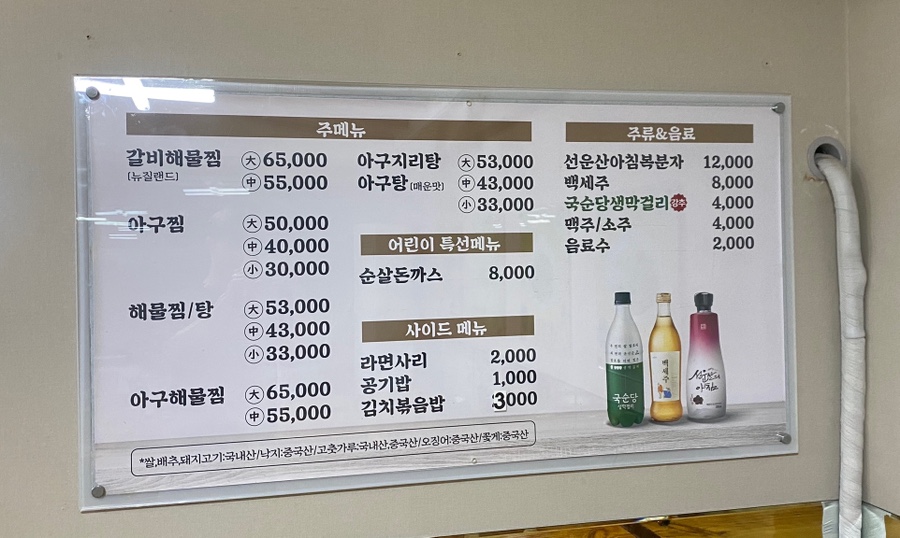 주메뉴
갈비해물찜 大 65,000
[뉴질랜드] 中 55,000
아구찜 大 50,000
中 40,000
小 30,000
해물찜/탕 大 53,000
中 43,000
小 33,000
아구해물찜 大 65,000
中 55,000
아구지리탕 大 53,000
아구탕 [매운맛] 中 43,000
小 33,000
어린이 특선메뉴
순살돈까스 8,000
사이드 메뉴
라면사리 2,000
공기밥 1,000
김치볶음밥 3000
주류&음료
선운산아침복분자 12,000
백세주 8,000
국순당생막걸리 강추 4,000
맥주/소주 4,000
음료수 2,000
국순당
생막걸리
백세주
*쌀,배추,돼지고기:국내산/낙지:중국산/고춧가루:국내산,중국산/오징어:중국산/꽃게:중국산